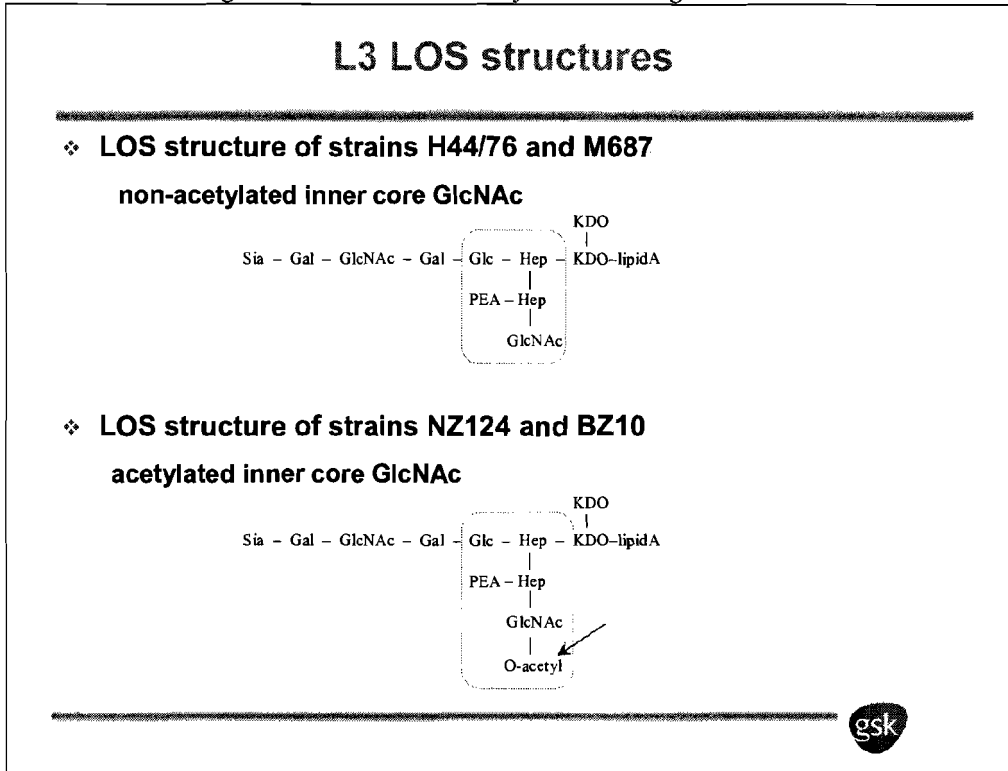 L3 LOS structures
❖ LOS structure of strains H44/76 and M687
non-acetylated inner core GlcNAc
KDO
Sia – Gal – GlcNAc – Gal – Glc – Hep – KDO–lipidA
PEA – Hep
GlcNAc
❖ LOS structure of strains NZ124 and BZ10
acetylated inner core GlcNAc
KDO
Sia – Gal – GlcNAc – Gal – Glc – Hep – KDO–lipidA
PEA – Hep
GlcNAc
O-acetyl
gsk